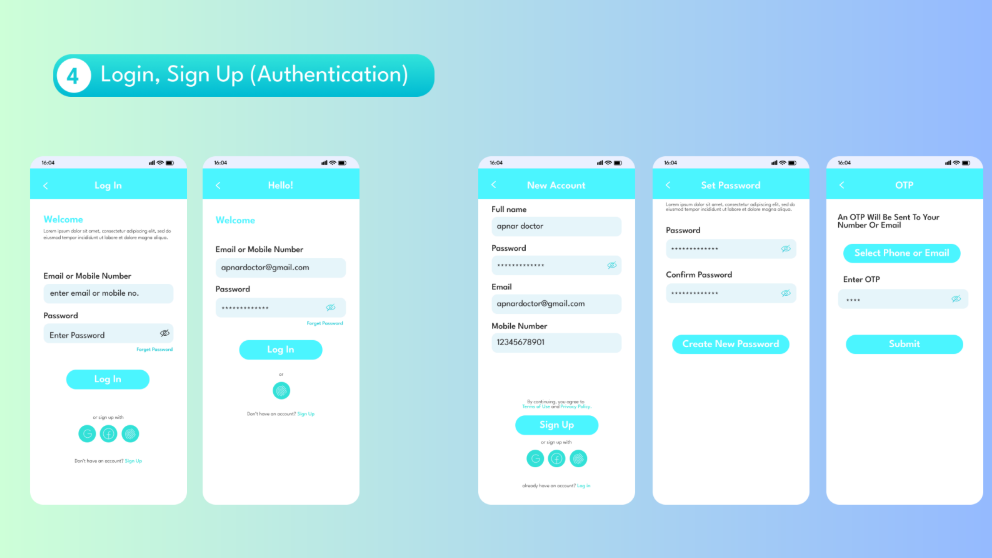 4 Login, Sign Up (Authentication)
16:04
Log In
Welcome
Lorem ipsum dolor sit amet, consectetur adipiscing elit, sed do
eiusmod tempor incididunt ut labore et dolore magna aliqua.
Email or Mobile Number
enter email or mobile no.
Password
Enter Password
Forget Password
Log In
or sign up with
Don't have an account? Sign Up
16:04
Hello!
Welcome
Email or Mobile Number
apnardoctor@gmail.com
Password
*************
Forget Password
Log In
or
Don't have an account? Sign Up
16:04
New Account
Full name
apnar doctor
Password
*************
Email
apnardoctor@gmail.com
Mobile Number
12345678901
By continuing, you agree to
Terms of Use and Privacy Policy.
Sign Up
or sign up with
already have an account? Log in
16:04
Set Password
Lorem ipsum dolor sit amet, consectetur adipiscing elit, sed do
eiusmod tempor incididunt ut labore et dolore magna aliqua.
Password
*************
Confirm Password
*************
Create New Password
16:04
OTP
An OTP Will Be Sent To Your
Number Or Email
Select Phone or Email
Enter OTP
****
Submit